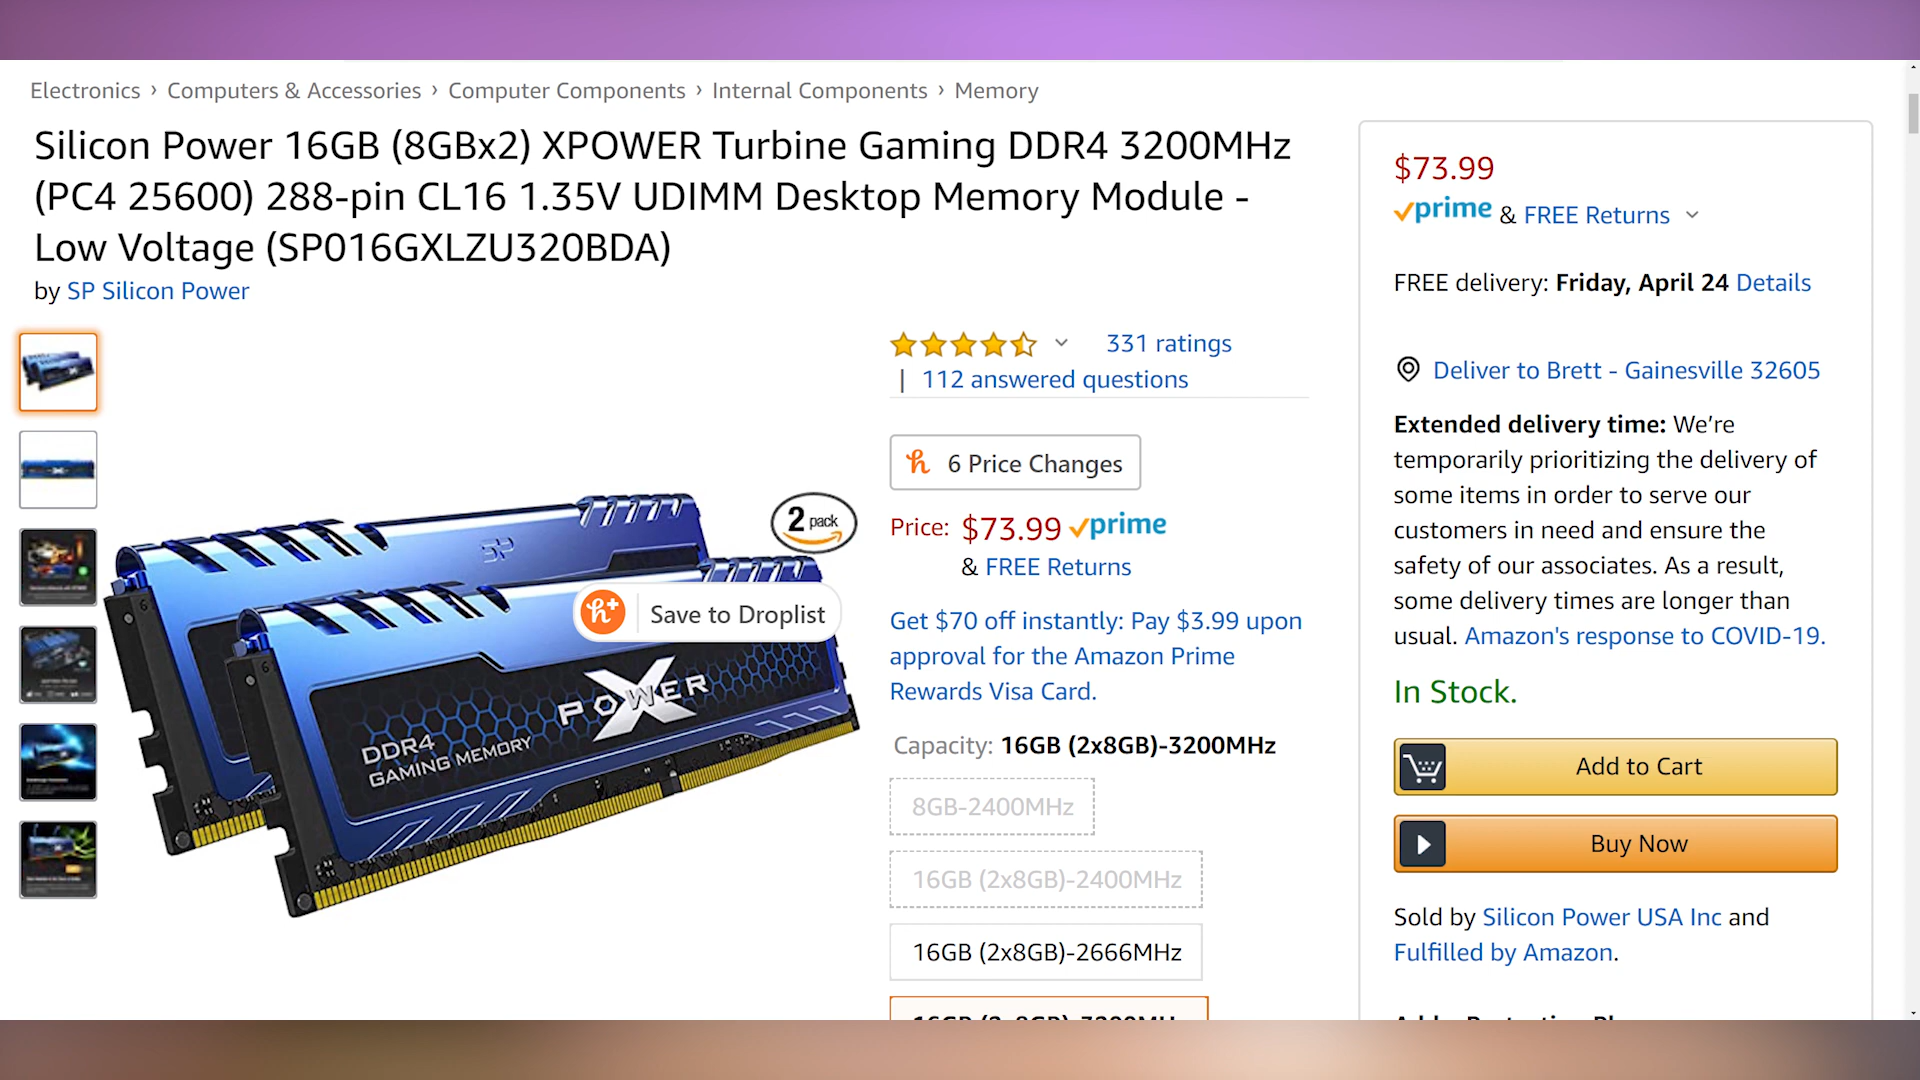 Electronics › Computers & Accessories › Computer Components › Internal Components › Memory
Silicon Power 16GB (8GBx2) XPOWER Turbine Gaming DDR4 3200MHz
(PC4 25600) 288-pin CL16 1.35V UDIMM Desktop Memory Module -
Low Voltage (SP016GXLZU320BDA)
by SP Silicon Power
2 pack
SP
Save to Droplist
XPOWER
DDR4
GAMING MEMORY
331 ratings
| 112 answered questions
6 Price Changes
Price: $73.99 prime
& FREE Returns
Get $70 off instantly: Pay $3.99 upon
approval for the Amazon Prime
Rewards Visa Card.
Capacity: 16GB (2x8GB)-3200MHz
8GB-2400MHz
16GB (2x8GB)-2400MHz
16GB (2x8GB)-2666MHz
$73.99
prime & FREE Returns
FREE delivery: Friday, April 24 Details
Deliver to Brett - Gainesville 32605
Extended delivery time: We’re
temporarily prioritizing the delivery of
some items in order to serve our
customers in need and ensure the
safety of our associates. As a result,
some delivery times are longer than
usual. Amazon's response to COVID-19.
In Stock.
Add to Cart
Buy Now
Sold by Silicon Power USA Inc and
Fulfilled by Amazon.